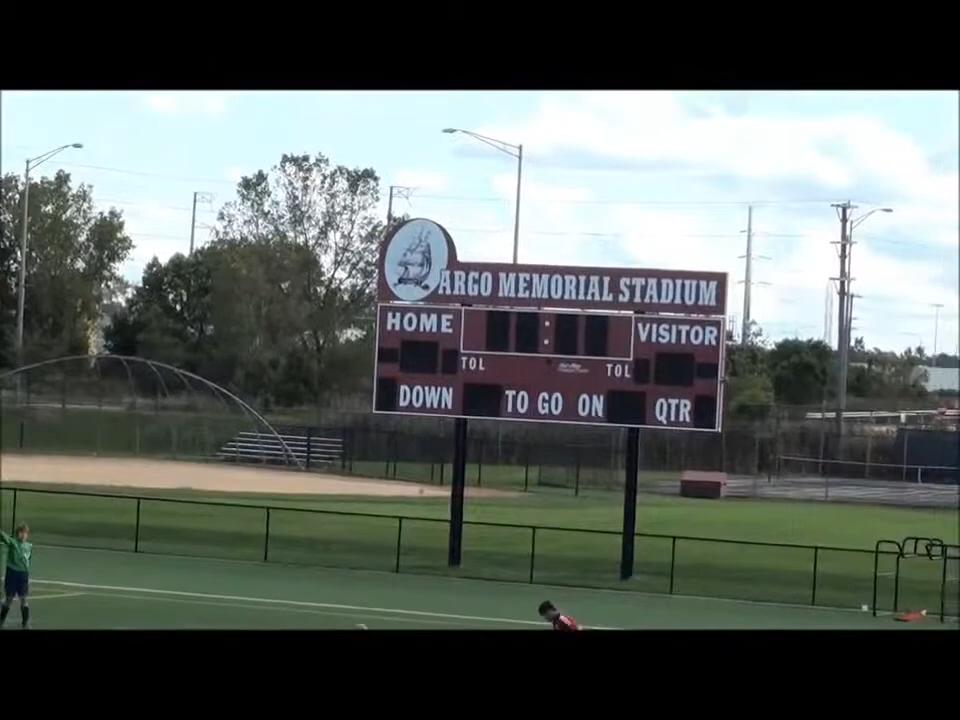 ARGO MEMORIAL STADIUM
HOME VISITOR
TOL TOL
DOWN TO GO ON QTR